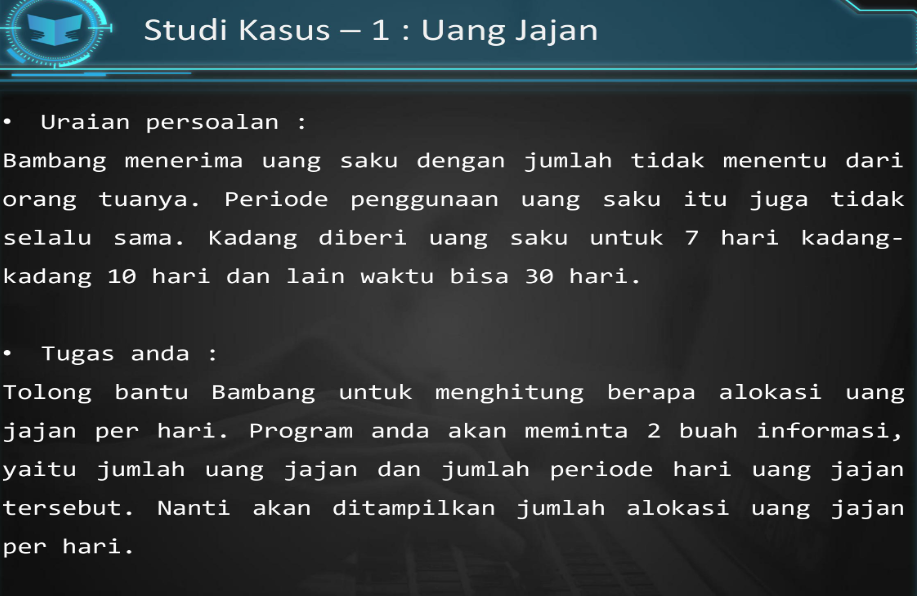 Studi Kasus – 1 : Uang Jajan
• Uraian persoalan :
Bambang menerima uang saku dengan jumlah tidak menentu dari
orang tuanya. Periode penggunaan uang saku itu juga tidak
selalu sama. Kadang diberi uang saku untuk 7 hari kadang-
kadang 10 hari dan lain waktu bisa 30 hari.
• Tugas anda :
Tolong bantu Bambang untuk menghitung berapa alokasi uang
jajan per hari. Program anda akan meminta 2 buah informasi,
yaitu jumlah uang jajan dan jumlah periode hari uang jajan
tersebut. Nanti akan ditampilkan jumlah alokasi uang jajan
per hari.